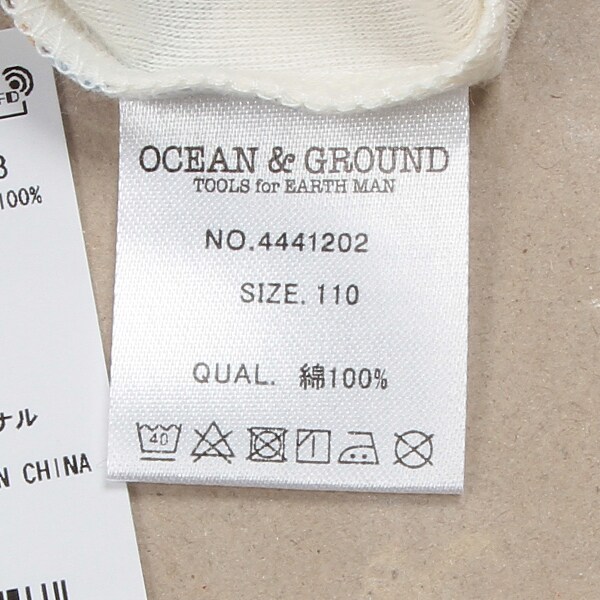 OCEAN & GROUND
TOOLS for EARTH MAN
NO.4441202
SIZE. 110
QUAL. 綿100%
40
100%
ナル
CHINA